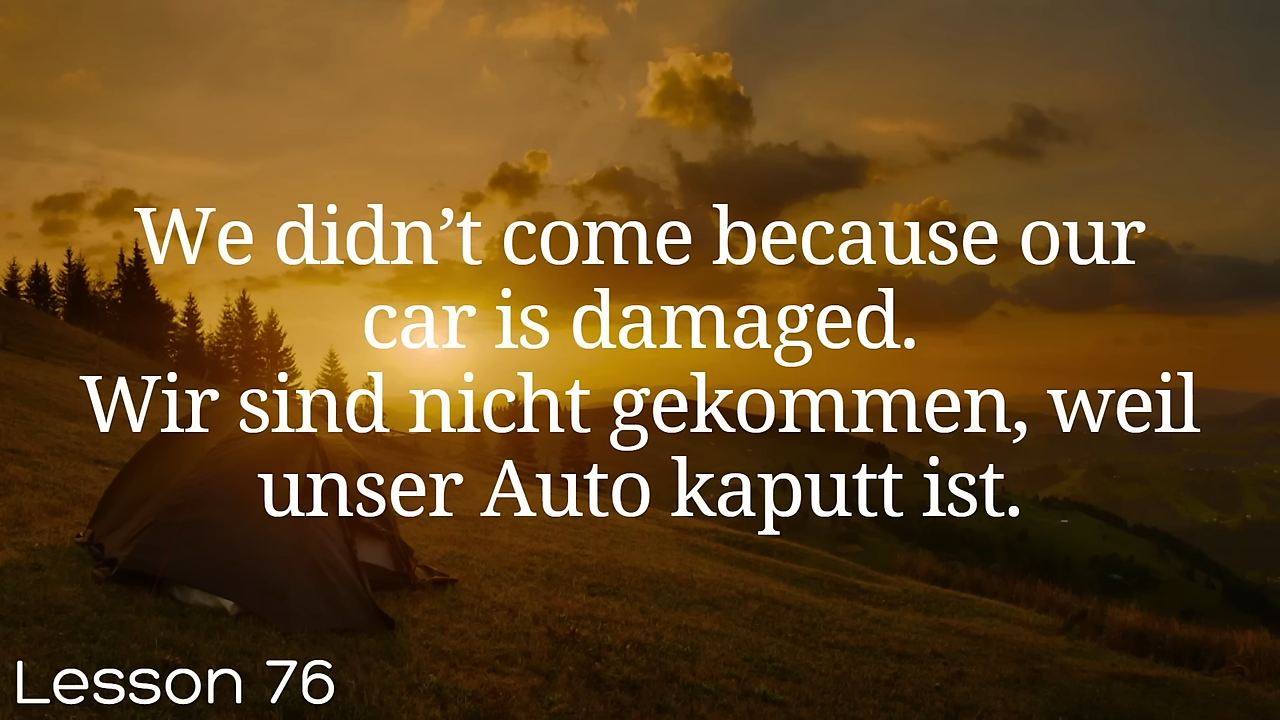 We didn’t come because our
car is damaged.
Wir sind nicht gekommen, weil
unser Auto kaputt ist.
Lesson 76